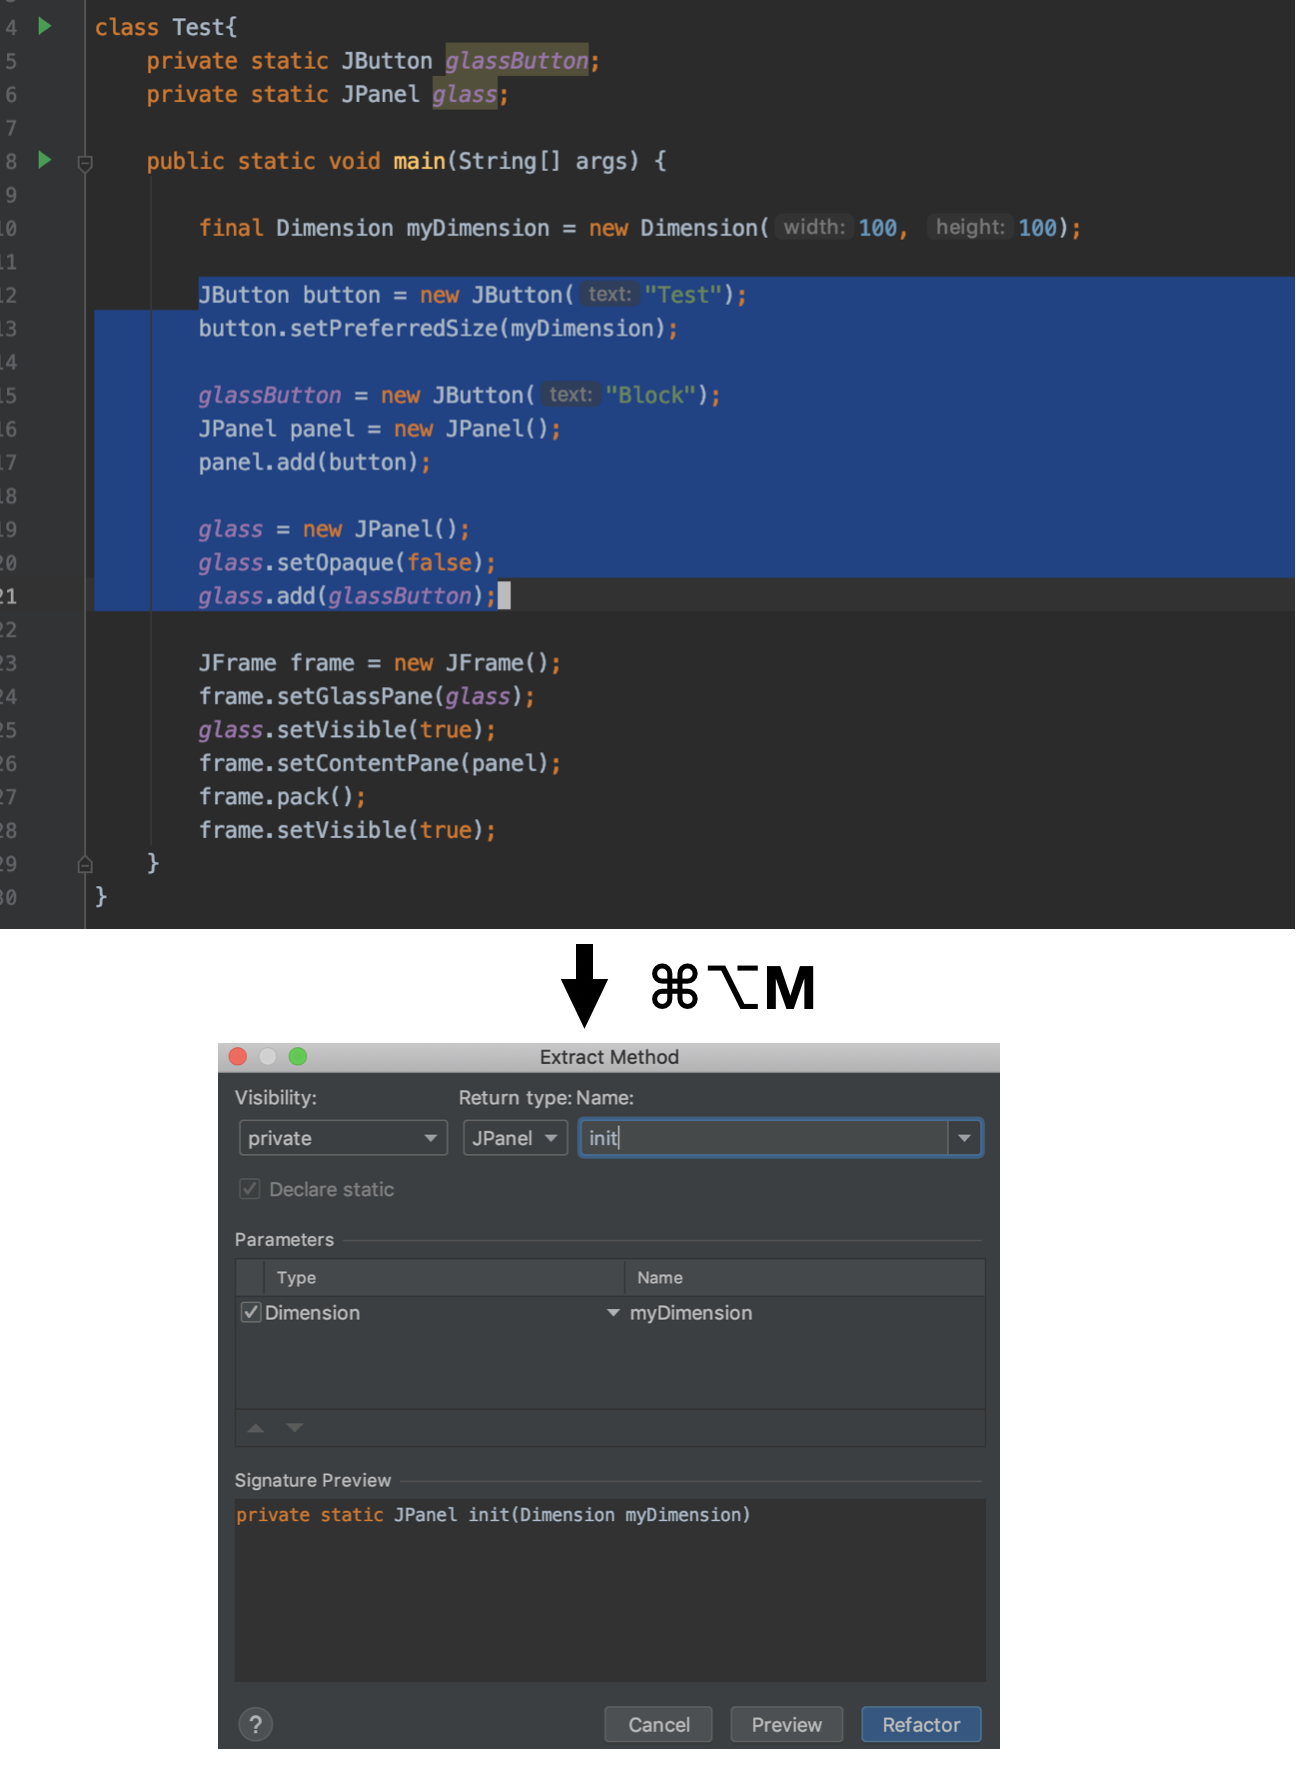 4 class Test{
5 private static JButton glassButton;
6 private static JPanel glass;
7
8 public static void main(String[] args) {
9
10 final Dimension myDimension = new Dimension( width: 100, height: 100);
11
12 JButton button = new JButton( text: "Test");
13 button.setPreferredSize(myDimension);
14
15 glassButton = new JButton( text: "Block");
16 JPanel panel = new JPanel();
17 panel.add(button);
18
19 glass = new JPanel();
20 glass.setOpaque(false);
21 glass.add(glassButton);
22
23 JFrame frame = new JFrame();
24 frame.setGlassPane(glass);
25 glass.setVisible(true);
26 frame.setContentPane(panel);
27 frame.pack();
28 frame.setVisible(true);
29 }
30 }
⌘⌥M
Extract Method
Visibility: Return type: Name:
private JPanel init
Declare static
Parameters
Type Name
Dimension myDimension
Signature Preview
private static JPanel init(Dimension myDimension)
? Cancel Preview Refactor